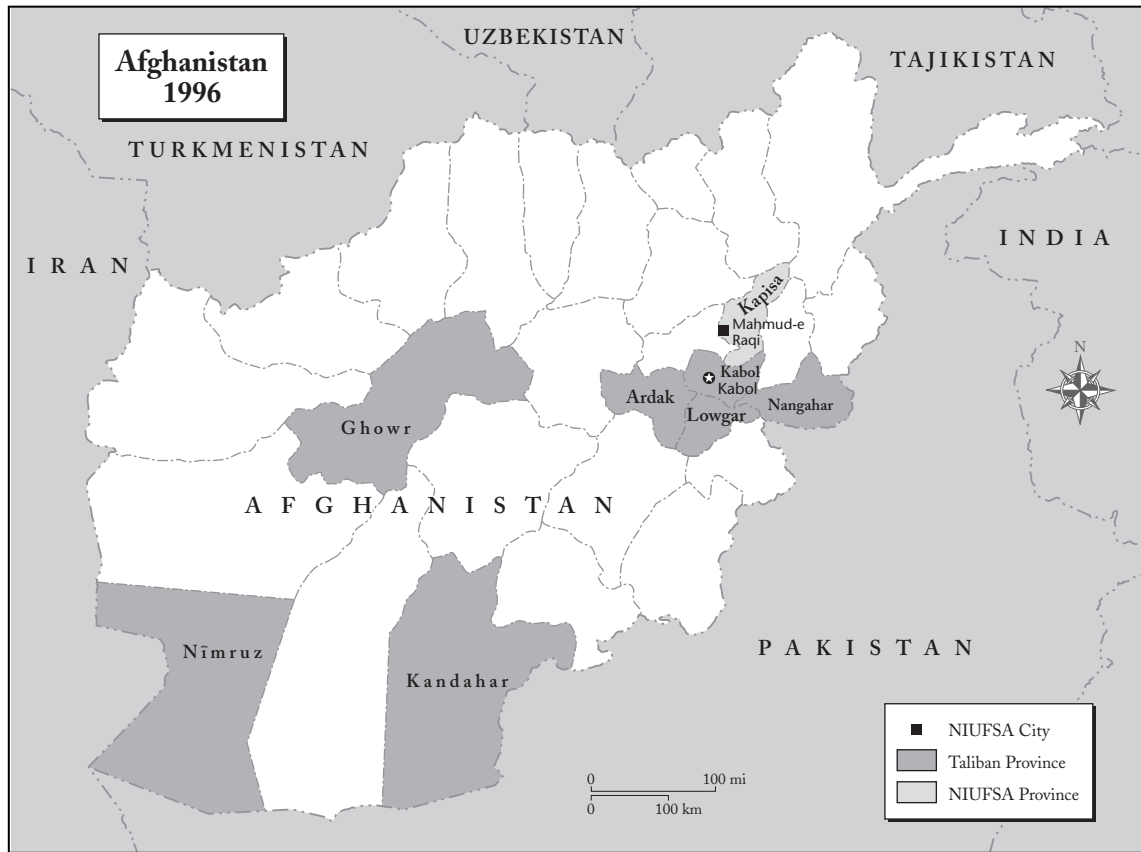 Afghanistan
1996
UZBEKISTAN
TAJIKISTAN
TURKMENISTAN
IRAN
INDIA
Kapisa
Mahmud-e
Raqi
Kabol
Kabol
Ardak
Lowgar
Nangahar
Ghowr
N
AFGHANISTAN
Nīmruz
Kandahar
PAKISTAN
NIUFSA City
Taliban Province
NIUFSA Province
0 100 mi
0 100 km